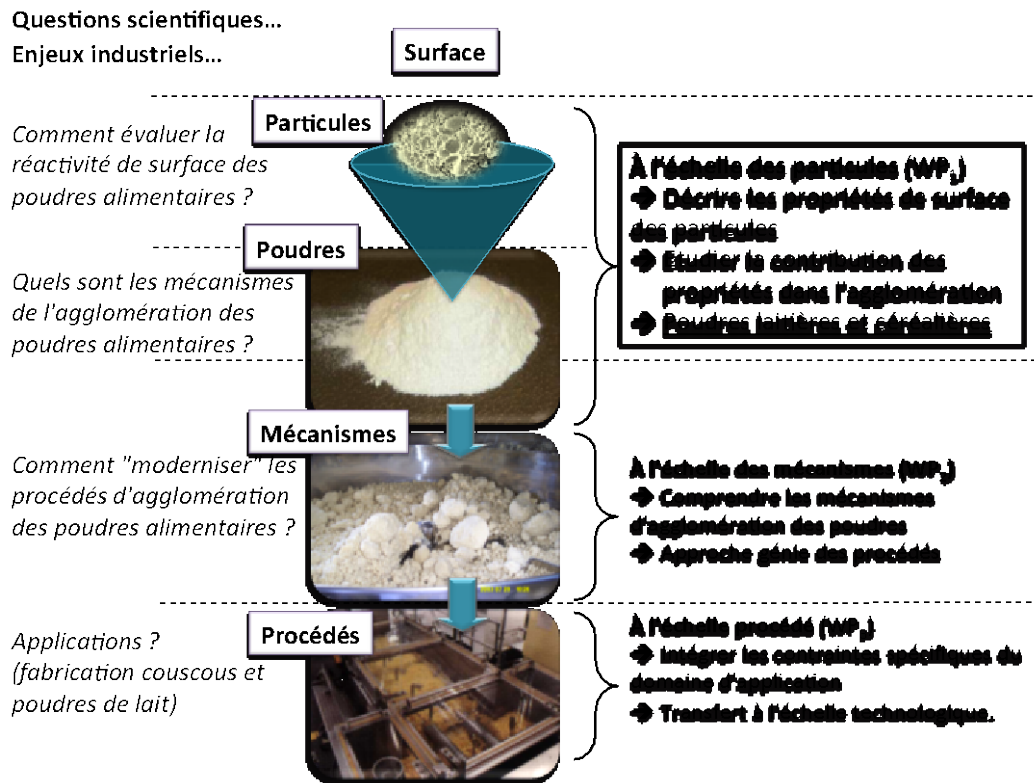 Questions scientifiques...
Enjeux industriels...
Surface
Particules
Comment évaluer la
réactivité de surface des
poudres alimentaires ?
Poudres
Quels sont les mécanismes
de l'agglomération des
poudres alimentaires ?
À l'échelle des particules (WP
➔ Décrire les propriétés de surface
des particules
➔ Etudier la contribution des
propriétés dans l'agglomération
➔ Poudres laitières et céréalières
Mécanismes
Comment "moderniser" les
procédés d'agglomération
des poudres alimentaires ?
À l'échelle des mécanismes (WP
➔ Comprendre les mécanismes
d'agglomération des poudres
➔ Approche génie des procédés
Procédés
Applications ?
(fabrication couscous et
poudres de lait)
À l'échelle procédé (WP
➔ Intégrer les contraintes spécifiques du
domaine d'application
➔ Transfert à l'échelle technologique.